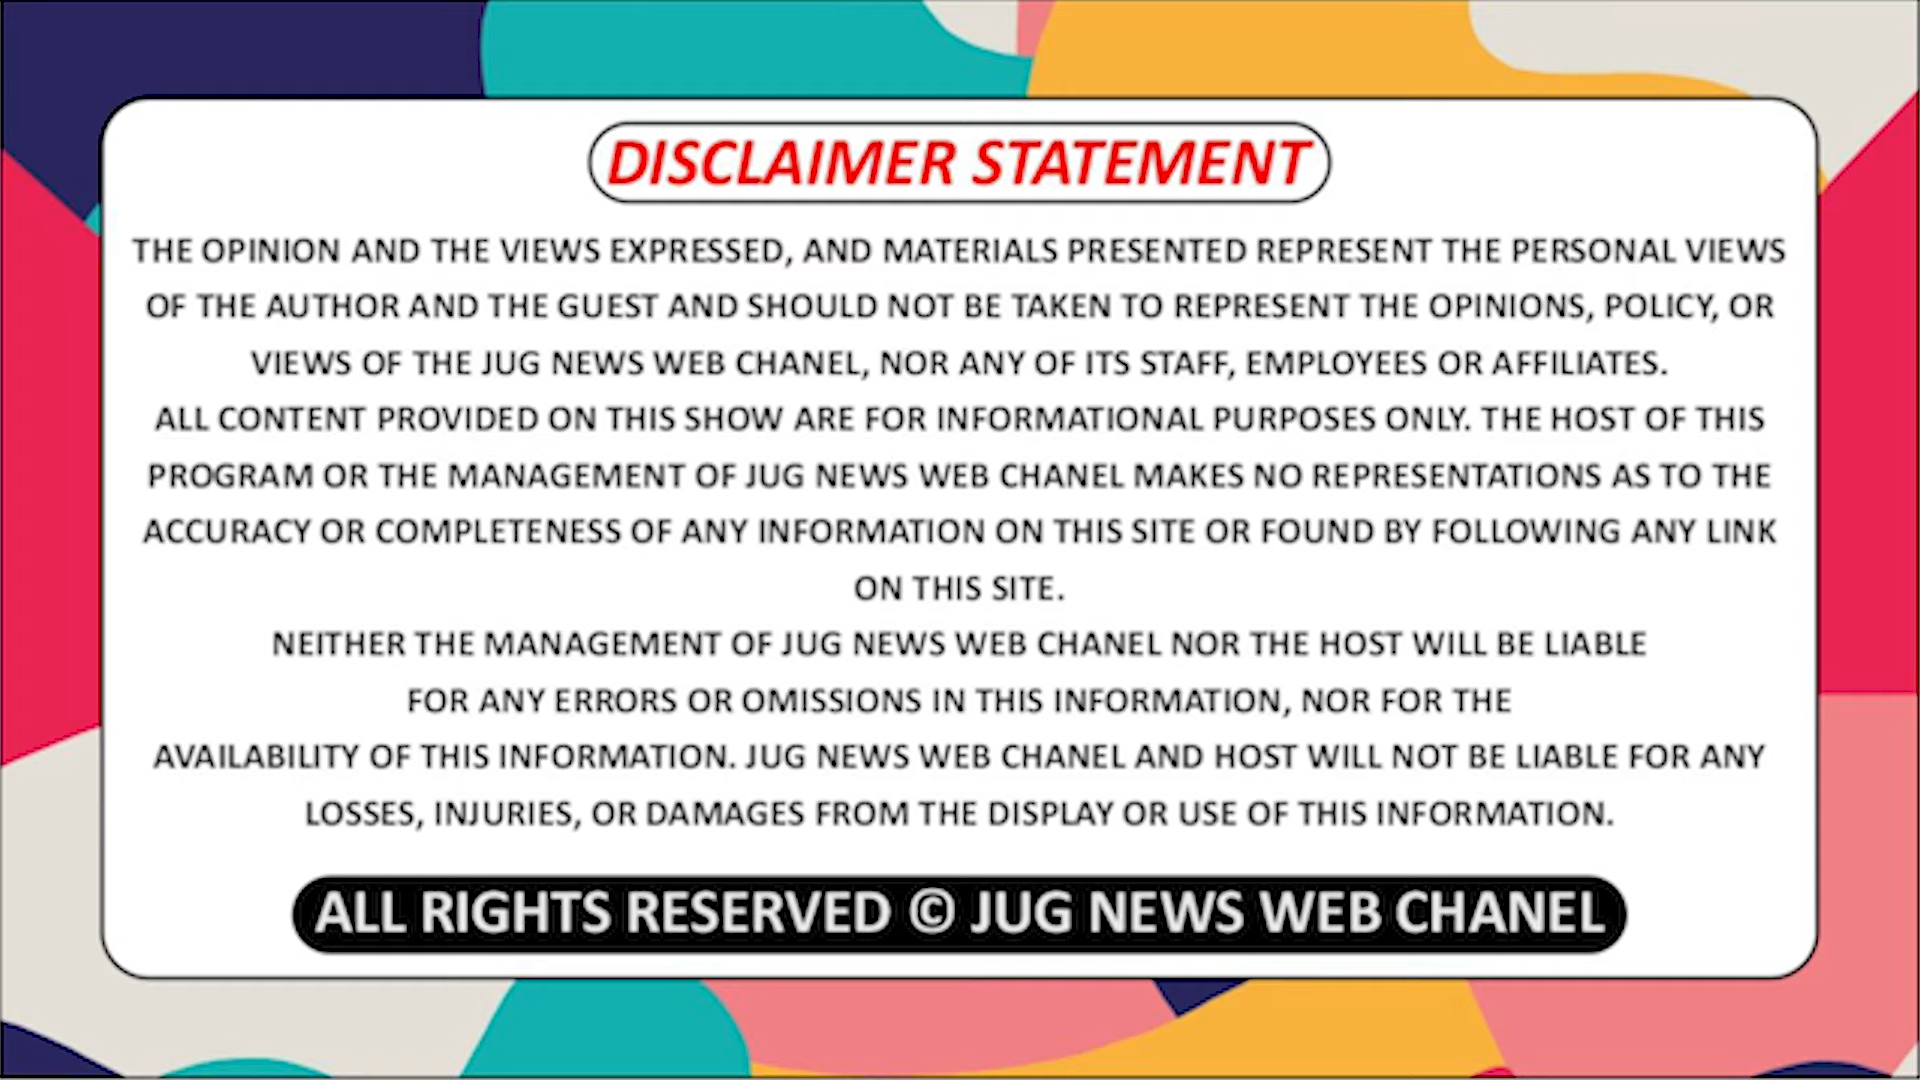 DISCLAIMER STATEMENT
THE OPINION AND THE VIEWS EXPRESSED, AND MATERIALS PRESENTED REPRESENT THE PERSONAL VIEWS
OF THE AUTHOR AND THE GUEST AND SHOULD NOT BE TAKEN TO REPRESENT THE OPINIONS, POLICY, OR
VIEWS OF THE JUG NEWS WEB CHANEL, NOR ANY OF ITS STAFF, EMPLOYEES OR AFFILIATES.
ALL CONTENT PROVIDED ON THIS SHOW ARE FOR INFORMATIONAL PURPOSES ONLY. THE HOST OF THIS
PROGRAM OR THE MANAGEMENT OF JUG NEWS WEB CHANEL MAKES NO REPRESENTATIONS AS TO THE
ACCURACY OR COMPLETENESS OF ANY INFORMATION ON THIS SITE OR FOUND BY FOLLOWING ANY LINK
ON THIS SITE.
NEITHER THE MANAGEMENT OF JUG NEWS WEB CHANEL NOR THE HOST WILL BE LIABLE
FOR ANY ERRORS OR OMISSIONS IN THIS INFORMATION, NOR FOR THE
AVAILABILITY OF THIS INFORMATION. JUG NEWS WEB CHANEL AND HOST WILL NOT BE LIABLE FOR ANY
LOSSES, INJURIES, OR DAMAGES FROM THE DISPLAY OR USE OF THIS INFORMATION.
ALL RIGHTS RESERVED © JUG NEWS WEB CHANEL